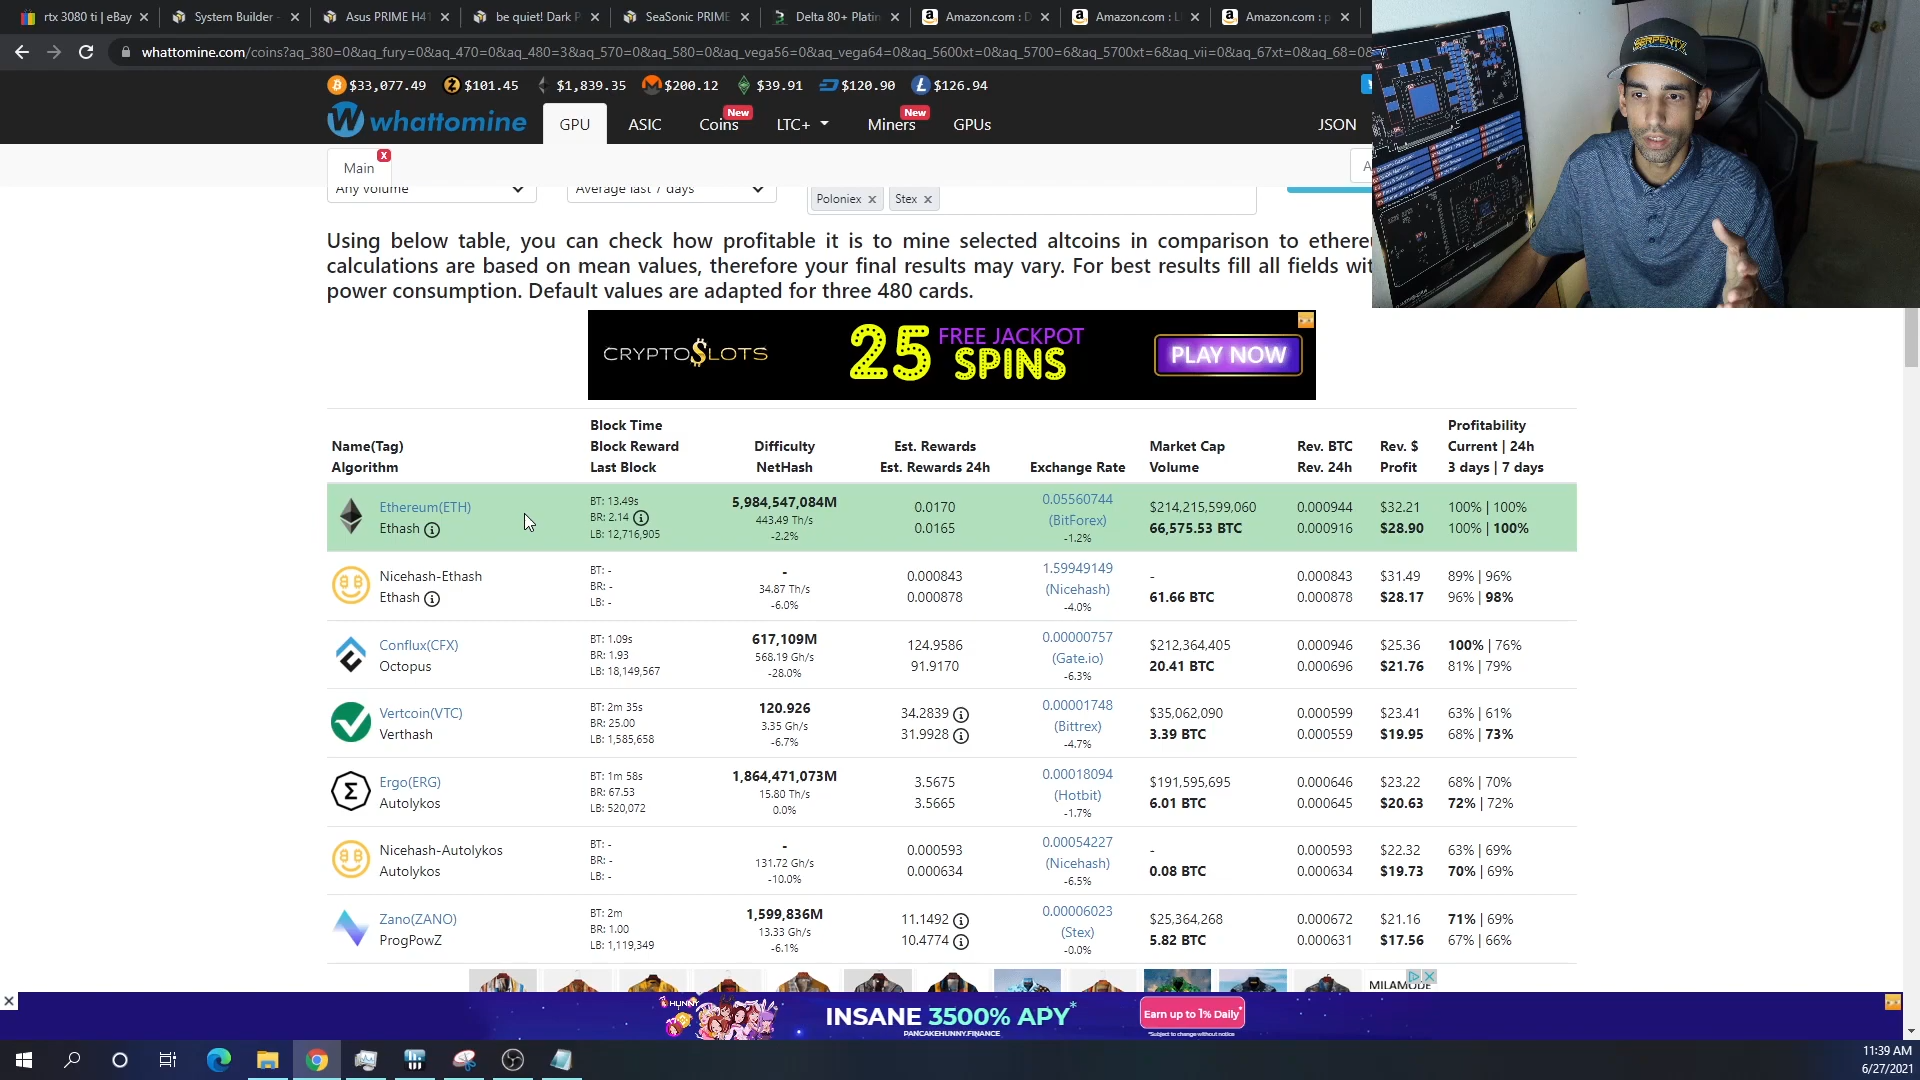 rtx 3080 ti | eBay
System Builder -
Asus PRIME H41
be quiet! Dark P
SeaSonic PRIME
Delta 80+ Platin
Amazon.com : D
Amazon.com : L
Amazon.com : p
whattomine.com/coins?aq_380=0&aq_fury=0&aq_470=0&aq_480=3&aq_570=0&aq_580=0&aq_vega56=0&aq_vega64=0&aq_5600xt=0&aq_5700=6&aq_5700xt=6&aq_vii=0&aq_67xt=0&aq_68=0&
$33,077.49 $101.45 $1,839.35 $200.12 $39.91 $120.90 $126.94
whattomine GPU ASIC Coins New LTC+ Miners New GPUs JSON
Main x
Any volume Average last 7 days
Poloniex × Stex ×
SERPENTX
Using below table, you can check how profitable it is to mine selected altcoins in comparison to ethere
calculations are based on mean values, therefore your final results may vary. For best results fill all fields wit
power consumption. Default values are adapted for three 480 cards.
CRYPTO$LOTS 25 FREE JACKPOT SPINS PLAY NOW
Name(Tag)
Algorithm
Block Time
Block Reward
Last Block
Difficulty
NetHash
Est. Rewards
Est. Rewards 24h
Exchange Rate
Market Cap
Volume
Rev. BTC
Rev. 24h
Rev. $
Profit
Profitability
Current | 24h
3 days | 7 days
Ethereum(ETH)
Ethash
BT: 13.49s
BR: 2.14
LB: 12,716,905
5,984,547,084M
443.49 Th/s
-2.2%
0.0170
0.0165
0.05560744
(BitForex)
-1.2%
$214,215,599,060
66,575.53 BTC
0.000944
0.000916
$32.21
$28.90
100% | 100%
100% | 100%
Nicehash-Ethash
Ethash
BT: -
BR: -
LB: -
-
34.87 Th/s
-6.0%
0.000843
0.000878
1.59949149
(Nicehash)
-4.0%
-
61.66 BTC
0.000843
0.000878
$31.49
$28.17
89% | 96%
96% | 98%
Conflux(CFX)
Octopus
BT: 1.09s
BR: 1.93
LB: 18,149,567
617,109M
568.19 Gh/s
-28.0%
124.9586
91.9170
0.00000757
(Gate.io)
-6.3%
$212,364,405
20.41 BTC
0.000946
0.000696
$25.36
$21.76
100% | 76%
81% | 79%
Vertcoin(VTC)
Verthash
BT: 2m 35s
BR: 25.00
LB: 1,585,658
120.926
3.35 Gh/s
-6.7%
34.2839
31.9928
0.00001748
(Bittrex)
-4.7%
$35,062,090
3.39 BTC
0.000599
0.000559
$23.41
$19.95
63% | 61%
68% | 73%
Ergo(ERG)
Autolykos
BT: 1m 58s
BR: 67.53
LB: 520,072
1,864,471,073M
15.80 Th/s
0.0%
3.5675
3.5665
0.00018094
(Hotbit)
-1.7%
$191,595,695
6.01 BTC
0.000646
0.000645
$23.22
$20.63
68% | 70%
72% | 72%
Nicehash-Autolykos
Autolykos
BT: -
BR: -
LB: -
-
131.72 Gh/s
-10.0%
0.000593
0.000634
0.00054227
(Nicehash)
-6.5%
-
0.08 BTC
0.000593
0.000634
$22.32
$19.73
63% | 69%
70% | 69%
Zano(ZANO)
ProgPowZ
BT: 2m
BR: 1.00
LB: 1,119,349
1,599,836M
13.33 Gh/s
-6.1%
11.1492
10.4774
0.00006023
(Stex)
-0.0%
$25,364,268
5.82 BTC
0.000672
0.000631
$21.16
$17.56
71% | 69%
67% | 66%
MILAMODE
HUNNY
INSANE 3500% APY*
PANCAKEHUNNY.FINANCE
Earn up to 1% Daily*
*Subject to change without notice
11:39 AM
6/27/2021